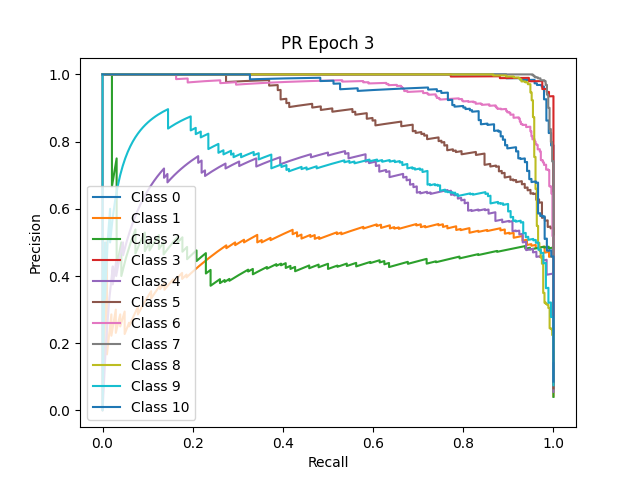 PR Epoch 3
Precision
1.0
0.8
0.6
0.4
0.2
0.0
Class 0
Class 1
Class 2
Class 3
Class 4
Class 5
Class 6
Class 7
Class 8
Class 9
Class 10
0.0 0.2 0.4 0.6 0.8 1.0
Recall